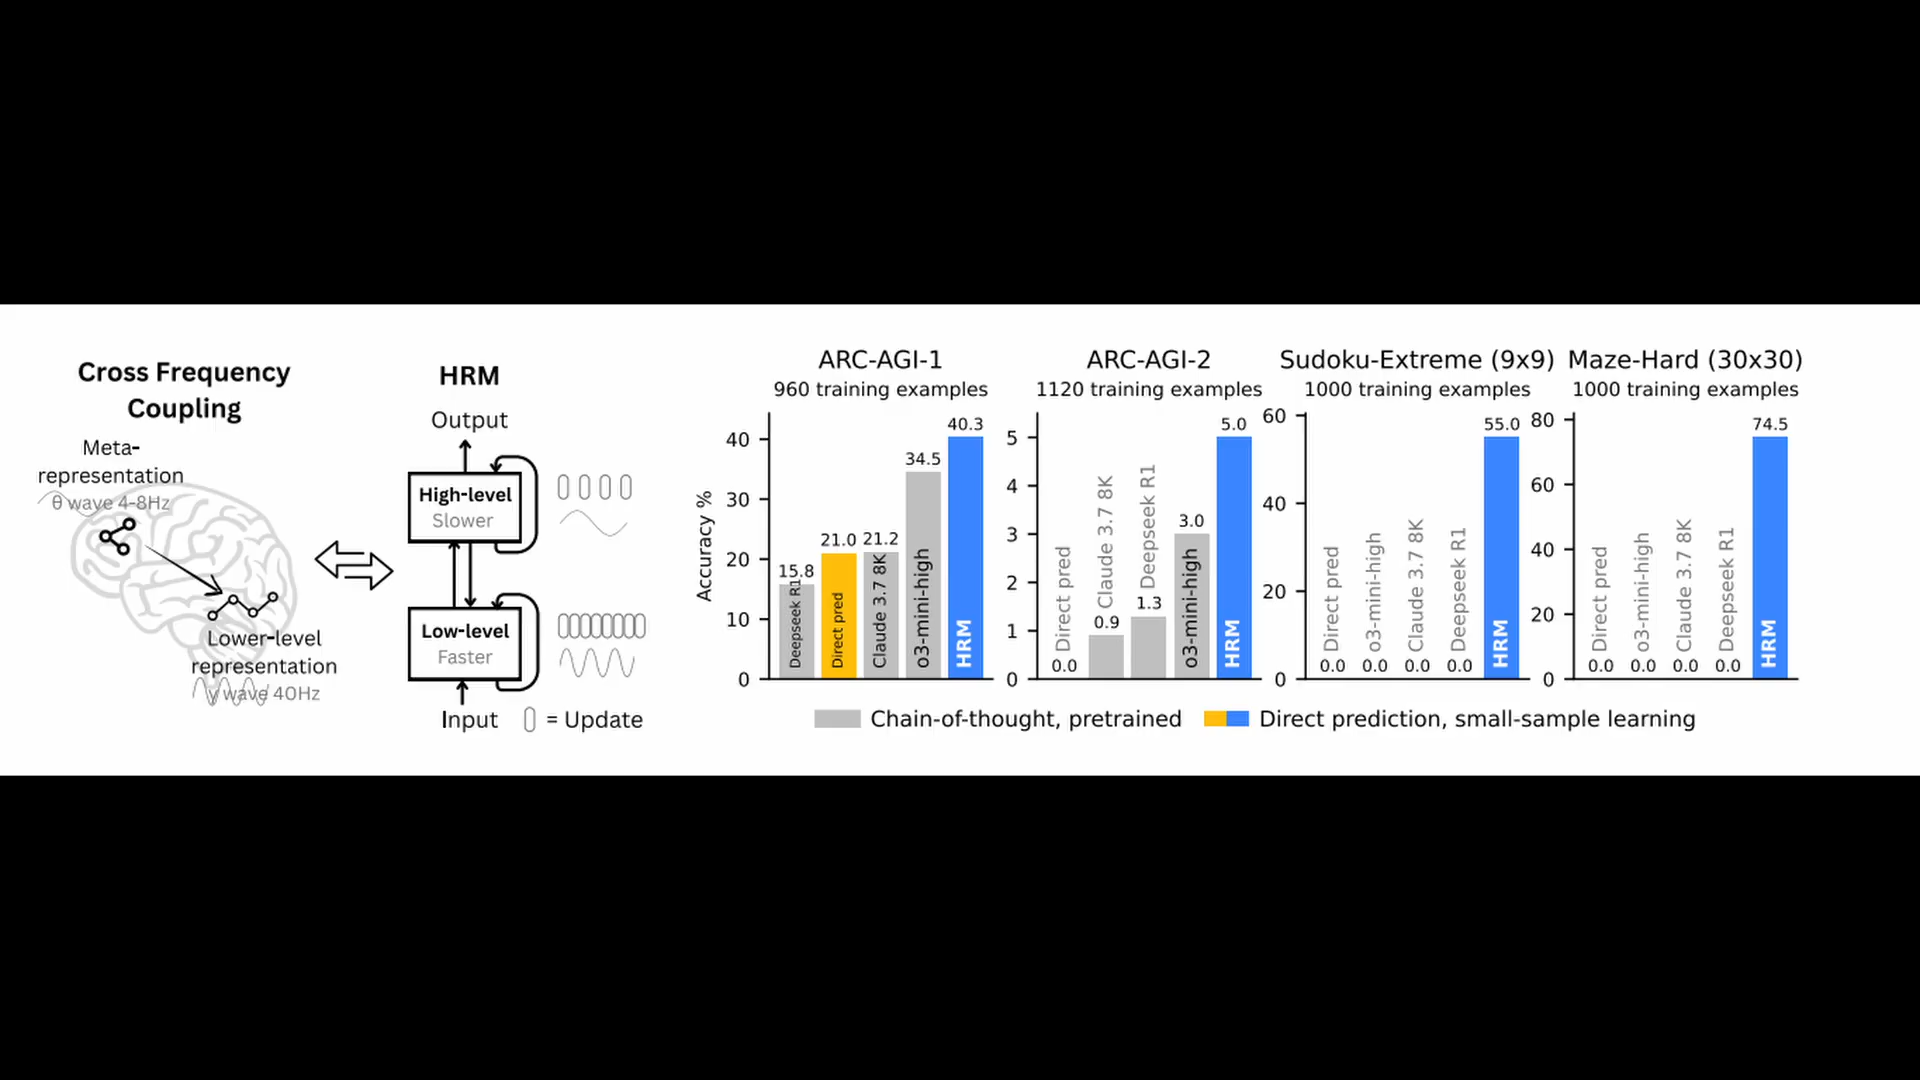 Cross Frequency
Coupling
Meta-
representation
θ wave 4-8Hz
Lower-level
representation
γ wave 40Hz
HRM
Output
High-level
Slower
Low-level
Faster
Input
= Update
Accuracy %
ARC-AGI-1
960 training examples
40
30
20
10
0
15.8
21.0
21.2
34.5
40.3
Deepseek R1
Direct pred
Claude 3.7 8K
o3-mini-high
HRM
ARC-AGI-2
1120 training examples
5
4
3
2
1
0
0.0
0.9
1.3
3.0
5.0
Direct pred
Claude 3.7 8K
Deepseek R1
o3-mini-high
HRM
Sudoku-Extreme (9x9)
1000 training examples
60
40
20
0
0.0
0.0
0.0
0.0
55.0
Direct pred
o3-mini-high
Claude 3.7 8K
Deepseek R1
HRM
Maze-Hard (30x30)
1000 training examples
80
60
40
20
0
0.0
0.0
0.0
0.0
74.5
Direct pred
o3-mini-high
Claude 3.7 8K
Deepseek R1
HRM
Chain-of-thought, pretrained
Direct prediction, small-sample learning